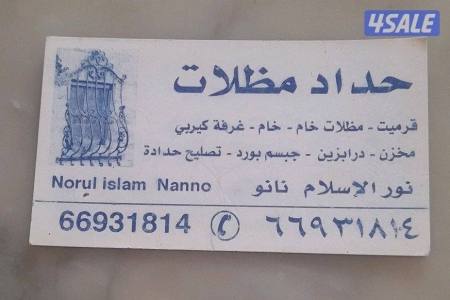 4SALE
حداد مظلات
قرميت - مظلات خام - خام - غرفة كيربي
مخزن - درابزين - جبسم بورد - تصليح حدادة
Norul islam Nanno نور الإسلام نانو
66931814 ٦٦٩٣١٨١٤